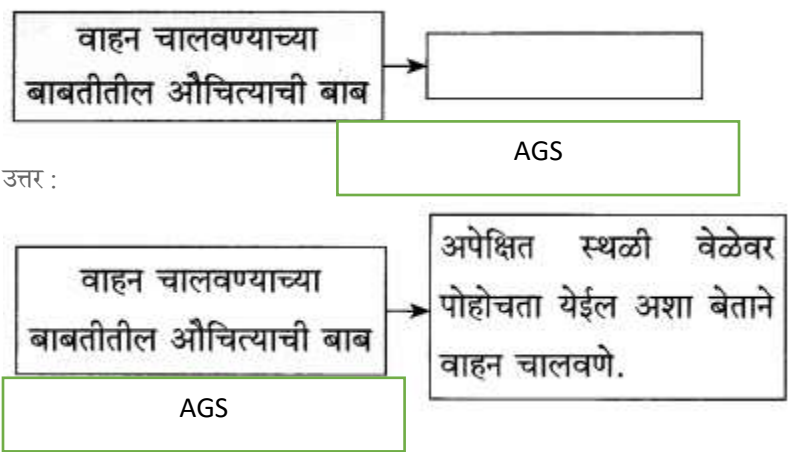 वाहन चालवण्याच्या
बाबतीतील औचित्याची बाब
AGS
उत्तर :
वाहन चालवण्याच्या
बाबतीतील औचित्याची बाब
अपेक्षित स्थळी वेळेवर
पोहोचता येईल अशा बेताने
वाहन चालवणे.
AGS